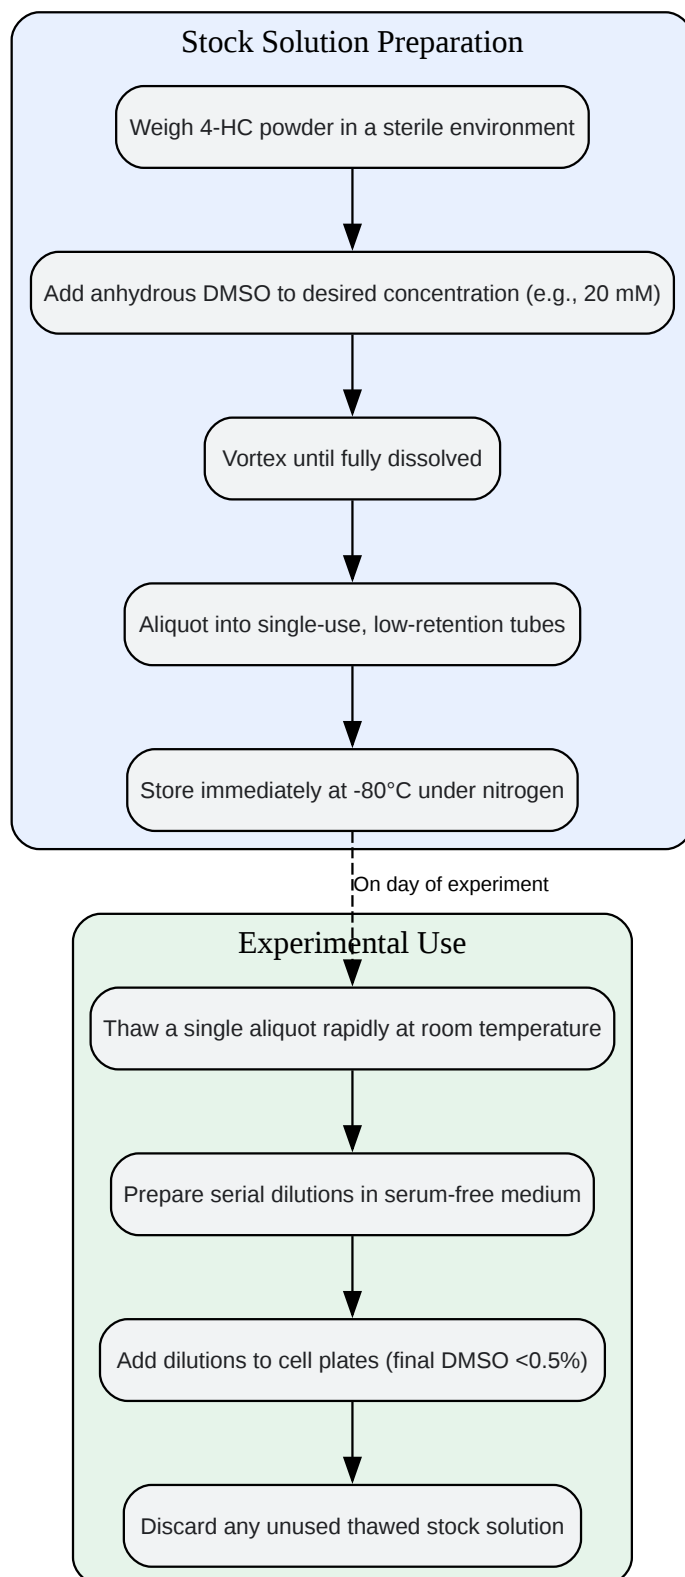 Stock Solution Preparation
Weigh 4-HC powder in a sterile environment
Add anhydrous DMSO to desired concentration (e.g., 20 mM)
Vortex until fully dissolved
Aliquot into single-use, low-retention tubes
Store immediately at -80°C under nitrogen
On day of experiment
Experimental Use
Thaw a single aliquot rapidly at room temperature
Prepare serial dilutions in serum-free medium
Add dilutions to cell plates (final DMSO <0.5%)
Discard any unused thawed stock solution